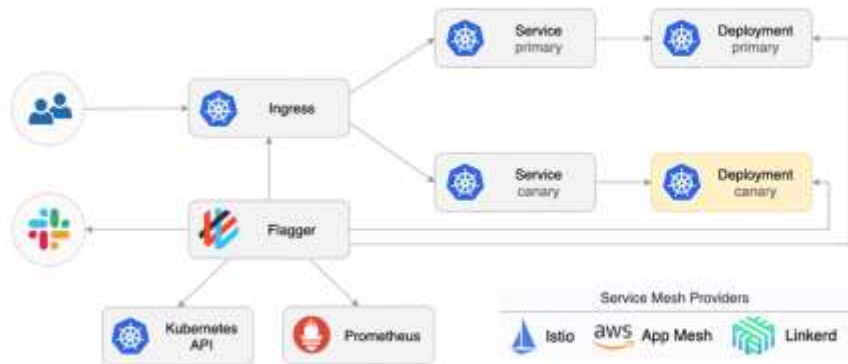 Service
primary
Deployment
primary
Ingress
Service
canary
Deployment
canary
Flagger
Kubernetes
API
Prometheus
Service Mesh Providers
Istio
aws
App Mesh
Linkerd